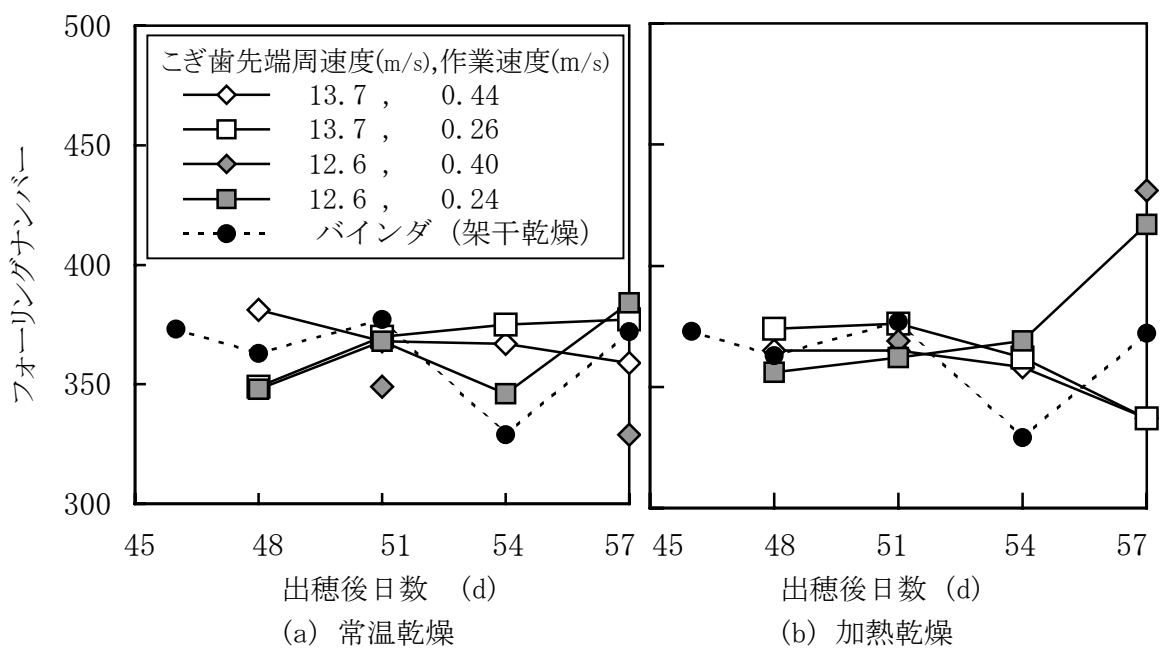 500
450
400
350
300
フォーリングナンバー
こぎ歯先端周速度(m/s),作業速度(m/s)
13.7 , 0.44
13.7 , 0.26
12.6 , 0.40
12.6 , 0.24
バインダ (架干乾燥)
45 48 51 54 57
出穂後日数 (d)
(a) 常温乾燥
45 48 51 54 57
出穂後日数 (d)
(b) 加熱乾燥